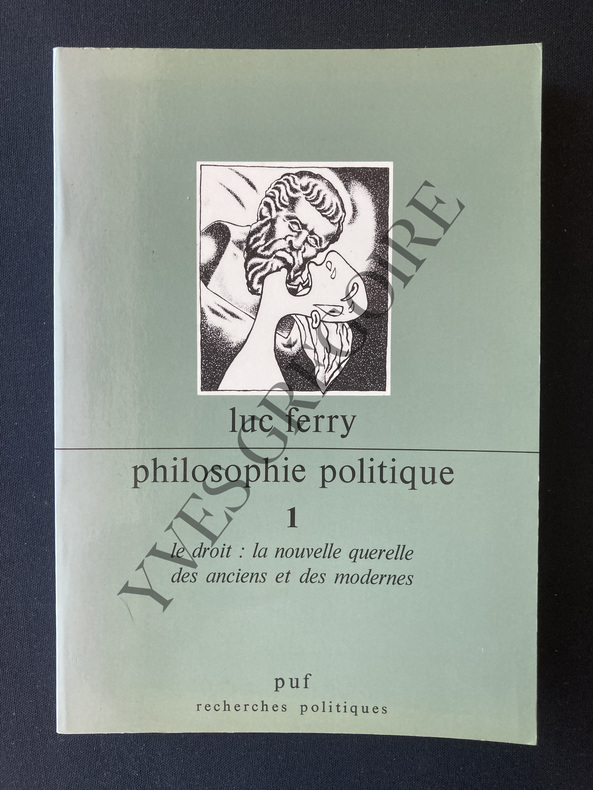 luc ferry
philosophie politique
1
le droit : la nouvelle querelle
des anciens et des modernes
puf
recherches politiques
YVES GREGOIRE